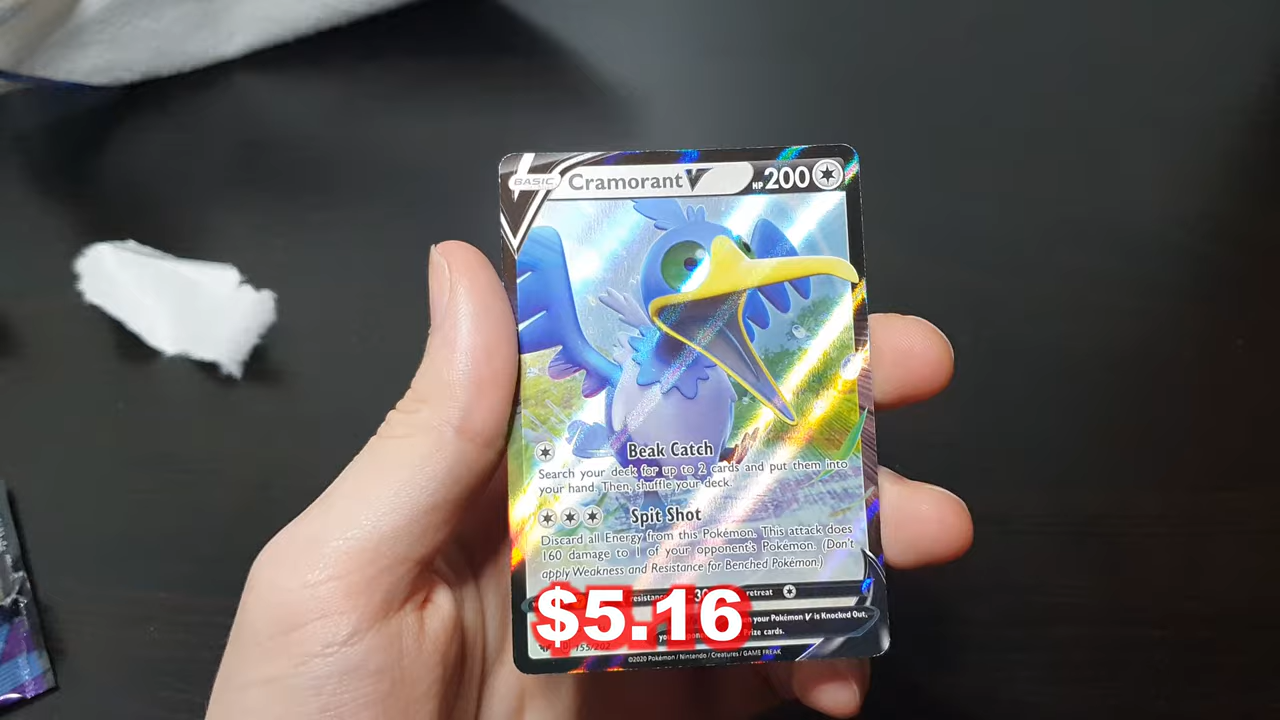 BASIC Cramorant V HP 200
Beak Catch
Search your deck for up to 2 cards and put them into
your hand. Then, shuffle your deck.
Spit Shot
Discard all Energy from this Pokémon. This attack does
160 damage to 1 of your opponent's Pokémon. (Don't
apply Weakness and Resistance for Benched Pokémon.)
resistance -30 retreat
$5.16
your Pokémon V is Knocked Out,
Prize cards.
D 155/202
©2020 Pokémon / Nintendo / Creatures / GAME FREAK